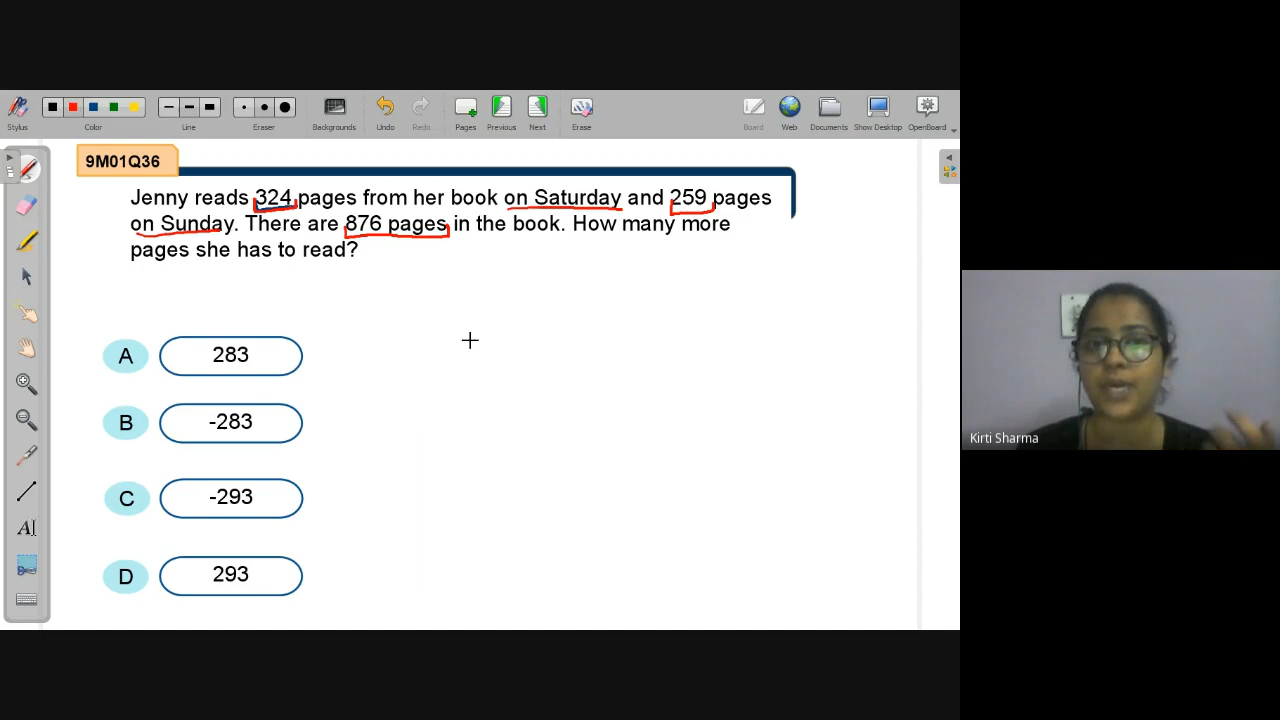 Stylus
Color
Line
Eraser
Backgrounds
Undo
Redo
Pages
Previous
Next
Erase
Board
Web
Documents
Show Desktop
OpenBoard
9M01Q36
Jenny reads 324 pages from her book on Saturday and 259 pages
on Sunday. There are 876 pages in the book. How many more
pages she has to read?
A 283
B -283
C -293
D 293
Kirti Sharma